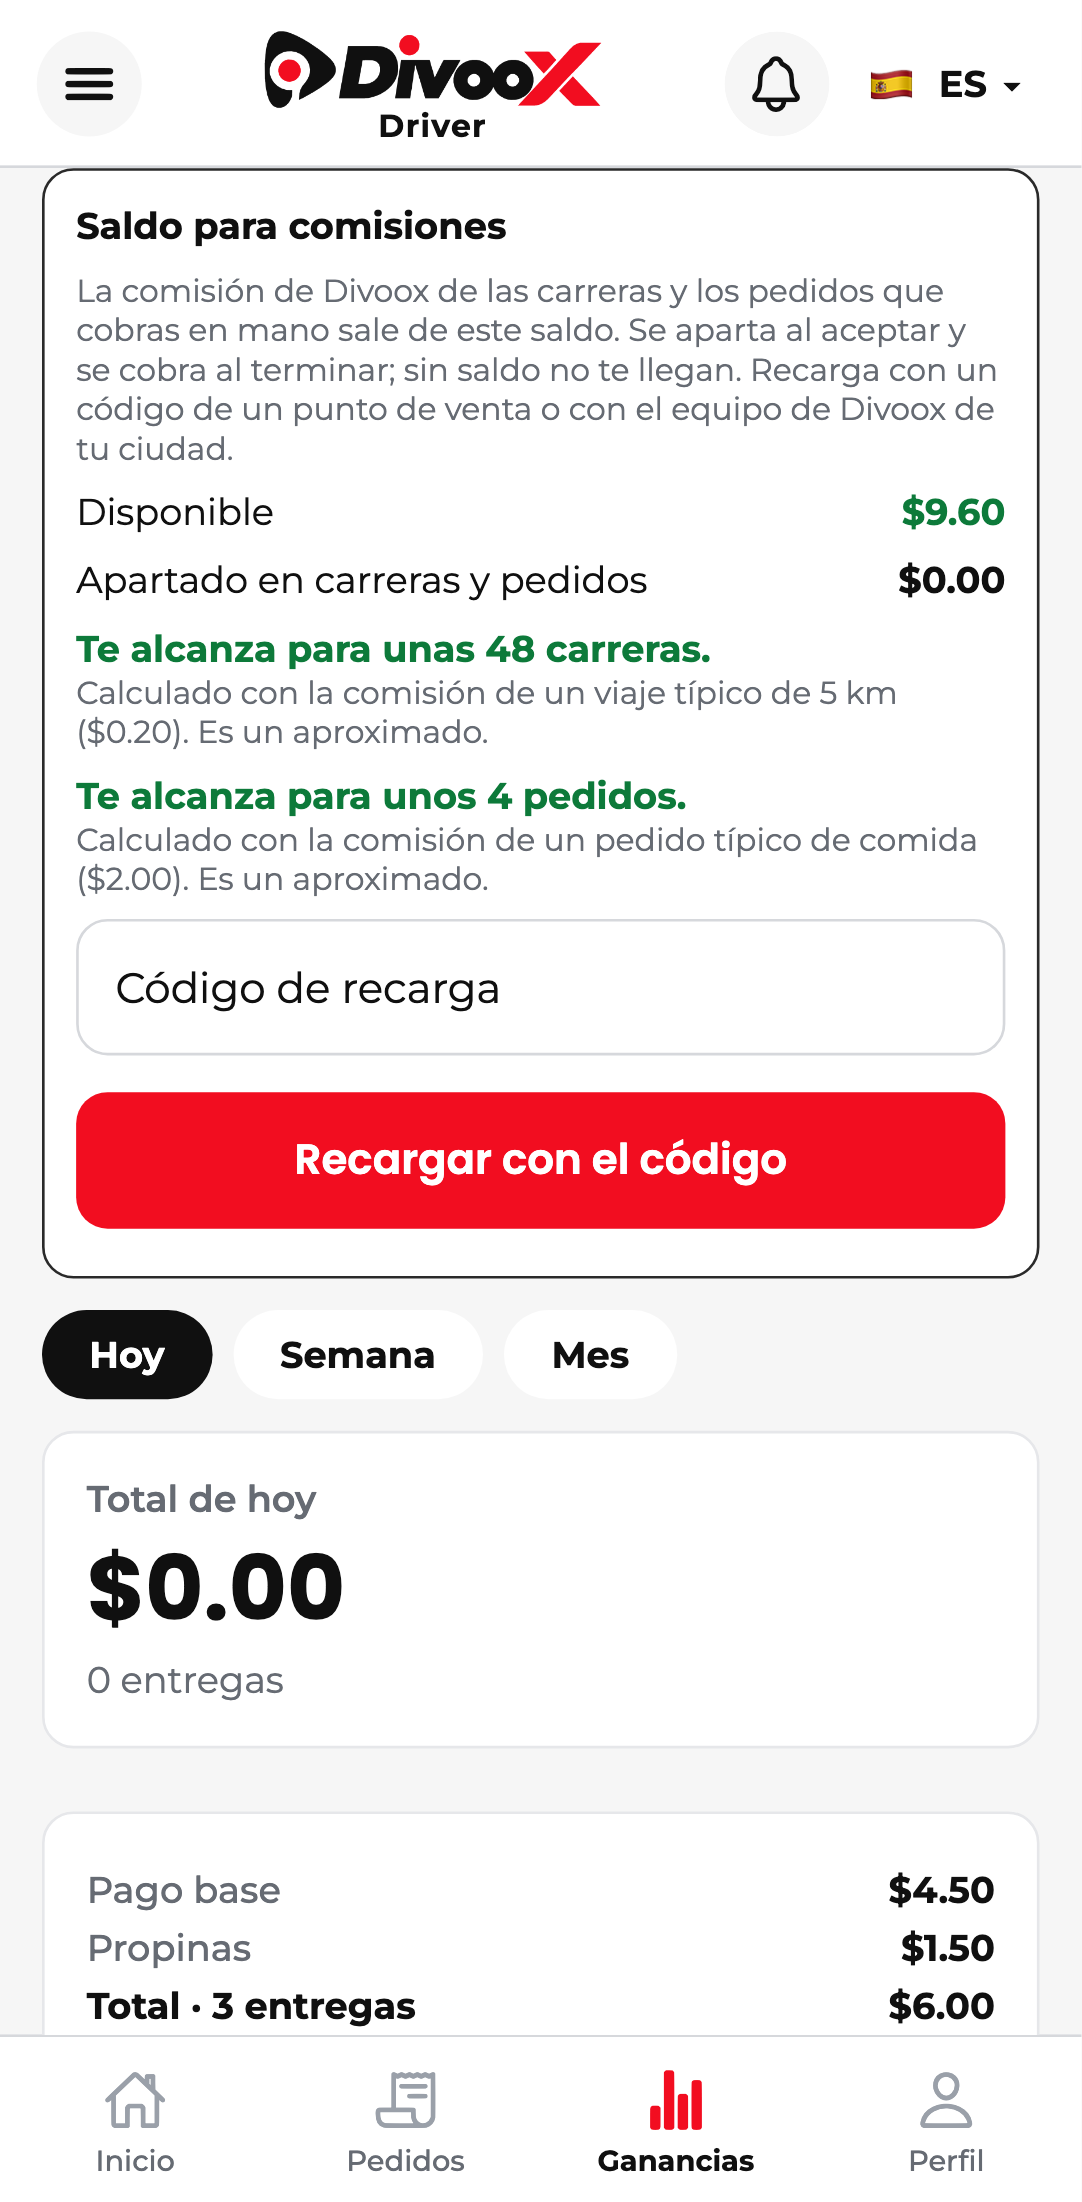 DivooX
Driver
ES
Saldo para comisiones
La comisión de Divoox de las carreras y los pedidos que
cobras en mano sale de este saldo. Se aparta al aceptar y
se cobra al terminar; sin saldo no te llegan. Recarga con un
código de un punto de venta o con el equipo de Divoox de
tu ciudad.
Disponible $9.60
Apartado en carreras y pedidos $0.00
Te alcanza para unas 48 carreras.
Calculado con la comisión de un viaje típico de 5 km
($0.20). Es un aproximado.
Te alcanza para unos 4 pedidos.
Calculado con la comisión de un pedido típico de comida
($2.00). Es un aproximado.
Código de recarga
Recargar con el código
Hoy Semana Mes
Total de hoy
$0.00
0 entregas
Pago base $4.50
Propinas $1.50
Total · 3 entregas $6.00
Inicio Pedidos Ganancias Perfil